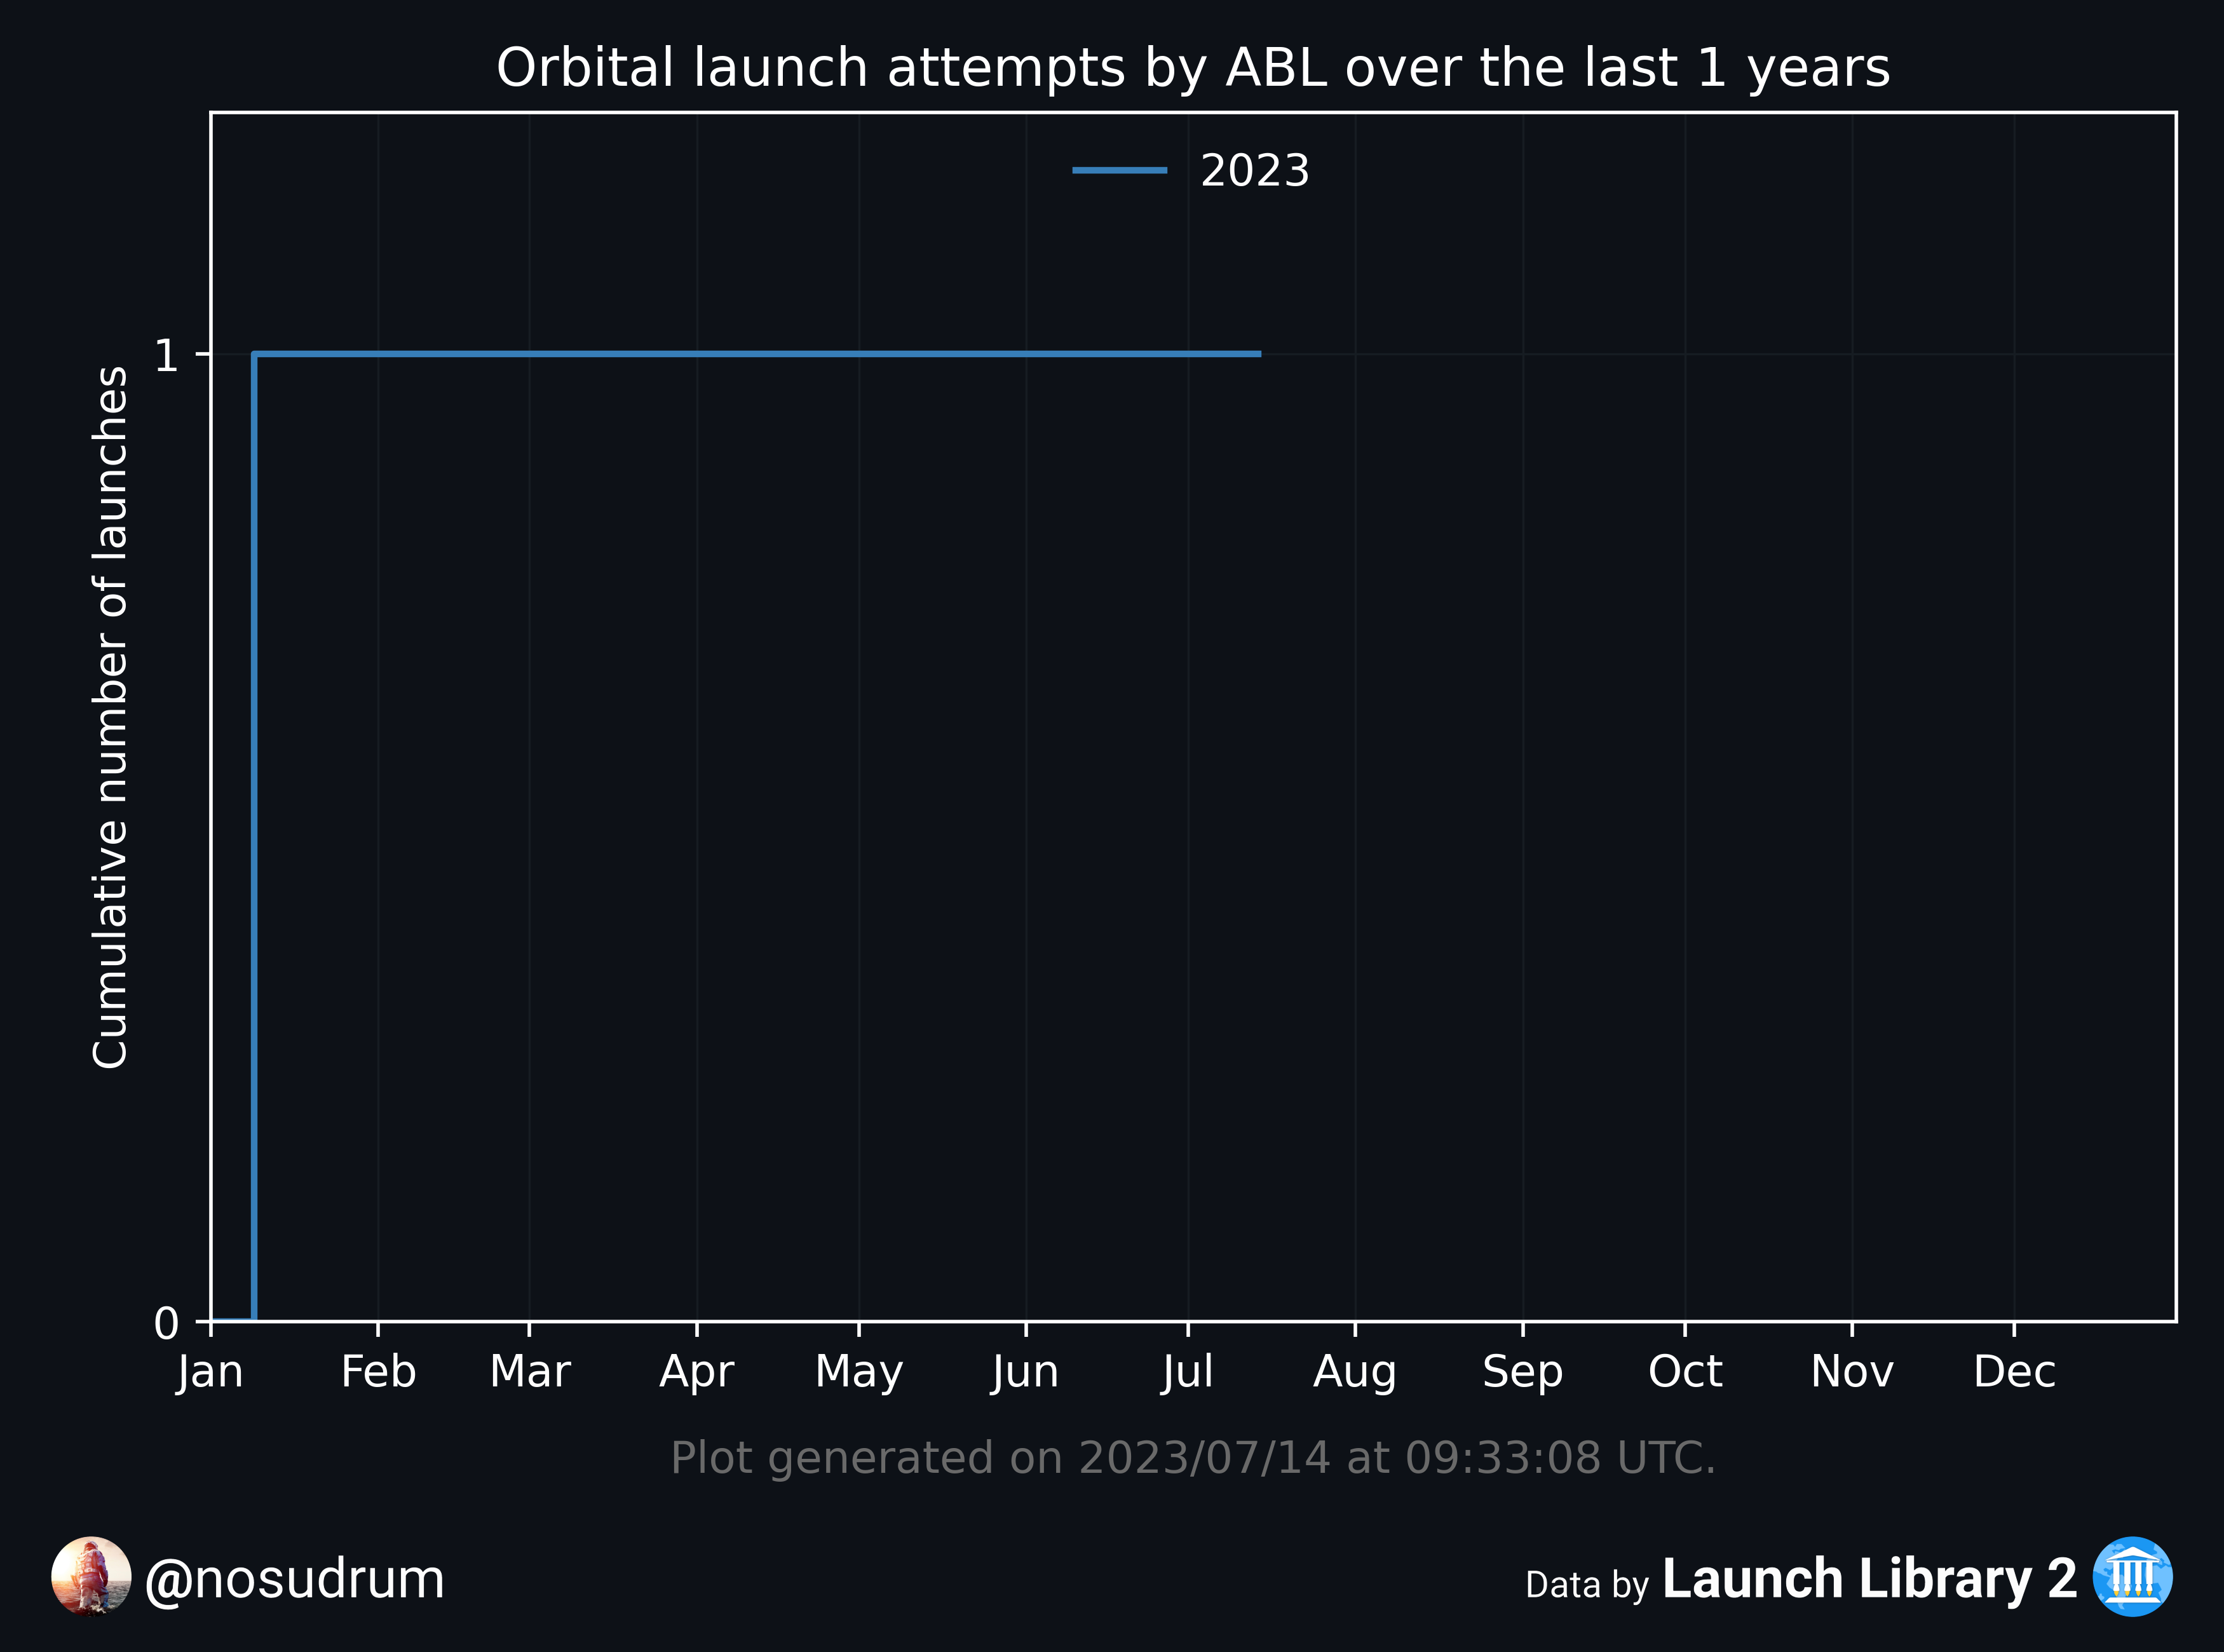 Orbital launch attempts by ABL over the last 1 years
2023
Cumulative number of launches
1
0
Jan Feb Mar Apr May Jun Jul Aug Sep Oct Nov Dec
Plot generated on 2023/07/14 at 09:33:08 UTC.
@nosudrum
Data by Launch Library 2